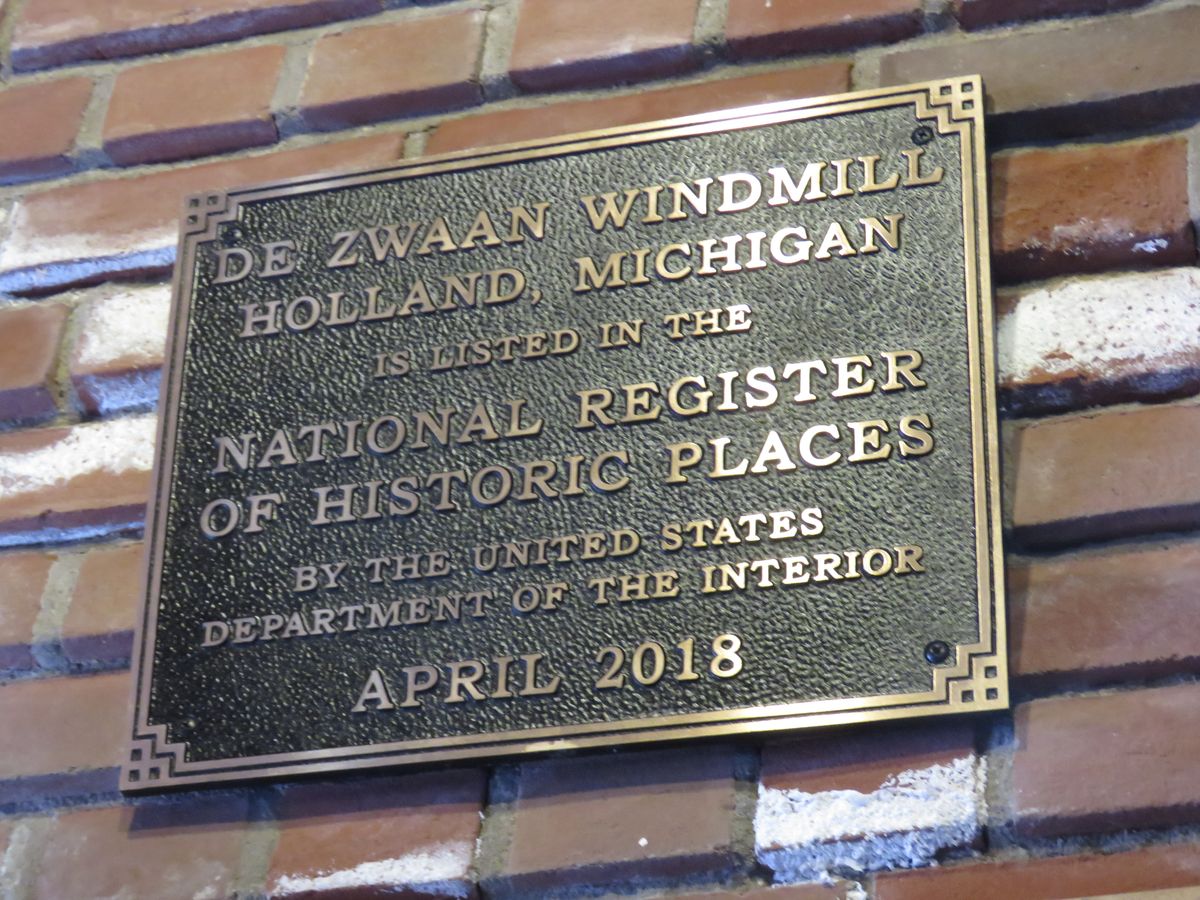 DE ZWAAN WINDMILL
HOLLAND, MICHIGAN
IS LISTED IN THE
NATIONAL REGISTER
OF HISTORIC PLACES
BY THE UNITED STATES
DEPARTMENT OF THE INTERIOR
APRIL 2018